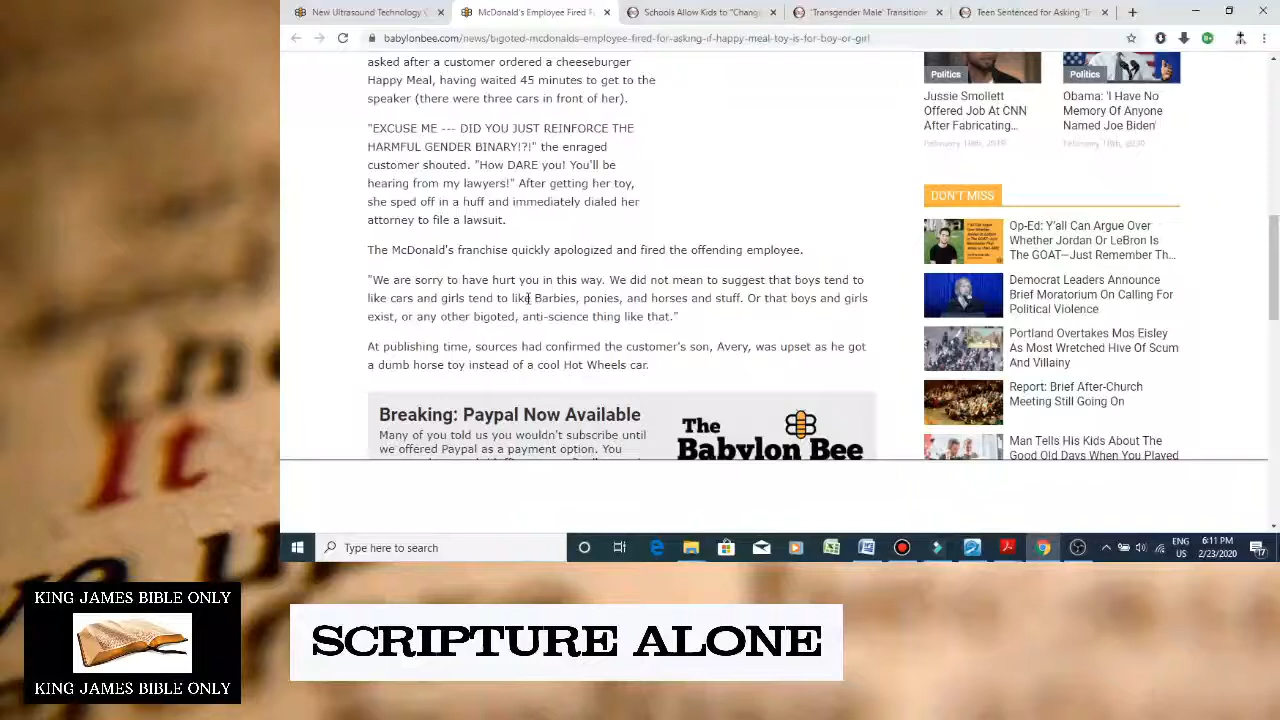 New Ultrasound Technology
McDonald's Employee Fired F
Schools Allow Kids to "Chang
'Transgender Male' Transition
Teen Sentenced for Asking 'Tr
babylonbee.com/news/bigoted-mcdonalds-employee-fired-for-asking-if-happy-meal-toy-is-for-boy-or-girl
asked after a customer ordered a cheeseburger
Happy Meal, having waited 45 minutes to get to the
speaker (there were three cars in front of her).
"EXCUSE ME --- DID YOU JUST REINFORCE THE
HARMFUL GENDER BINARY!?!" the enraged
customer shouted. "How DARE you! You'll be
hearing from my lawyers!" After getting her toy,
she sped off in a huff and immediately dialed her
attorney to file a lawsuit.
The McDonald's franchise quickly apologized and fired the offending employee.
"We are sorry to have hurt you in this way. We did not mean to suggest that boys tend to
like cars and girls tend to like Barbies, ponies, and horses and stuff. Or that boys and girls
exist, or any other bigoted, anti-science thing like that."
At publishing time, sources had confirmed the customer's son, Avery, was upset as he got
a dumb horse toy instead of a cool Hot Wheels car.
Breaking: Paypal Now Available
Many of you told us you wouldn't subscribe until
we offered Paypal as a payment option. You
The
Babylon Bee
Politics
Jussie Smollett
Offered Job At CNN
After Fabricating...
Politics
Obama: 'I Have No
Memory Of Anyone
Named Joe Biden'
DON'T MISS
Op-Ed: Y'all Can Argue Over
Whether Jordan Or LeBron Is
The GOAT—Just Remember Th...
Democrat Leaders Announce
Brief Moratorium On Calling For
Political Violence
Portland Overtakes Mos Eisley
As Most Wretched Hive Of Scum
And Villainy
Report: Brief After-Church
Meeting Still Going On
Man Tells His Kids About The
Good Old Days When You Played
Type here to search
ENG
US
6:11 PM
2/23/2020
17
It
KING JAMES BIBLE ONLY
KING JAMES BIBLE ONLY
SCRIPTURE ALONE